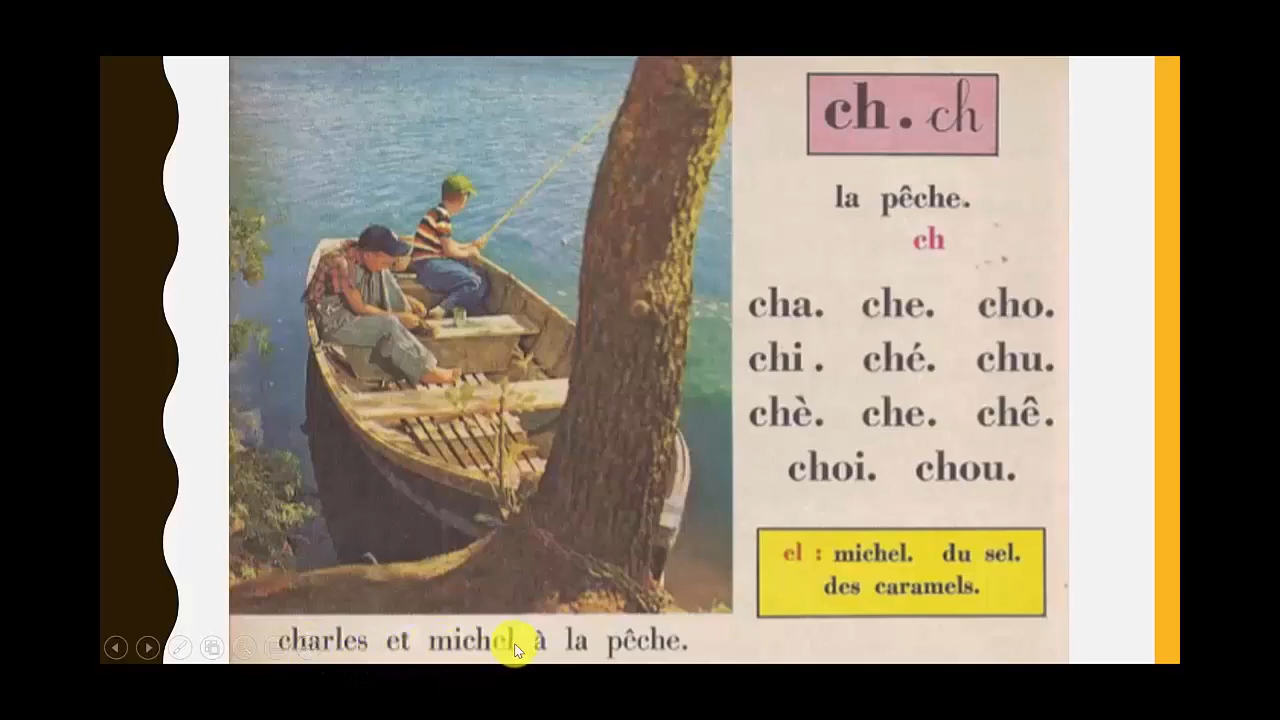 ch. ch
la pêche.
ch
cha. che. cho.
chi . ché. chu.
chè. che. chê.
choi. chou.
el : michel. du sel.
des caramels.
charles et michel à la pêche.